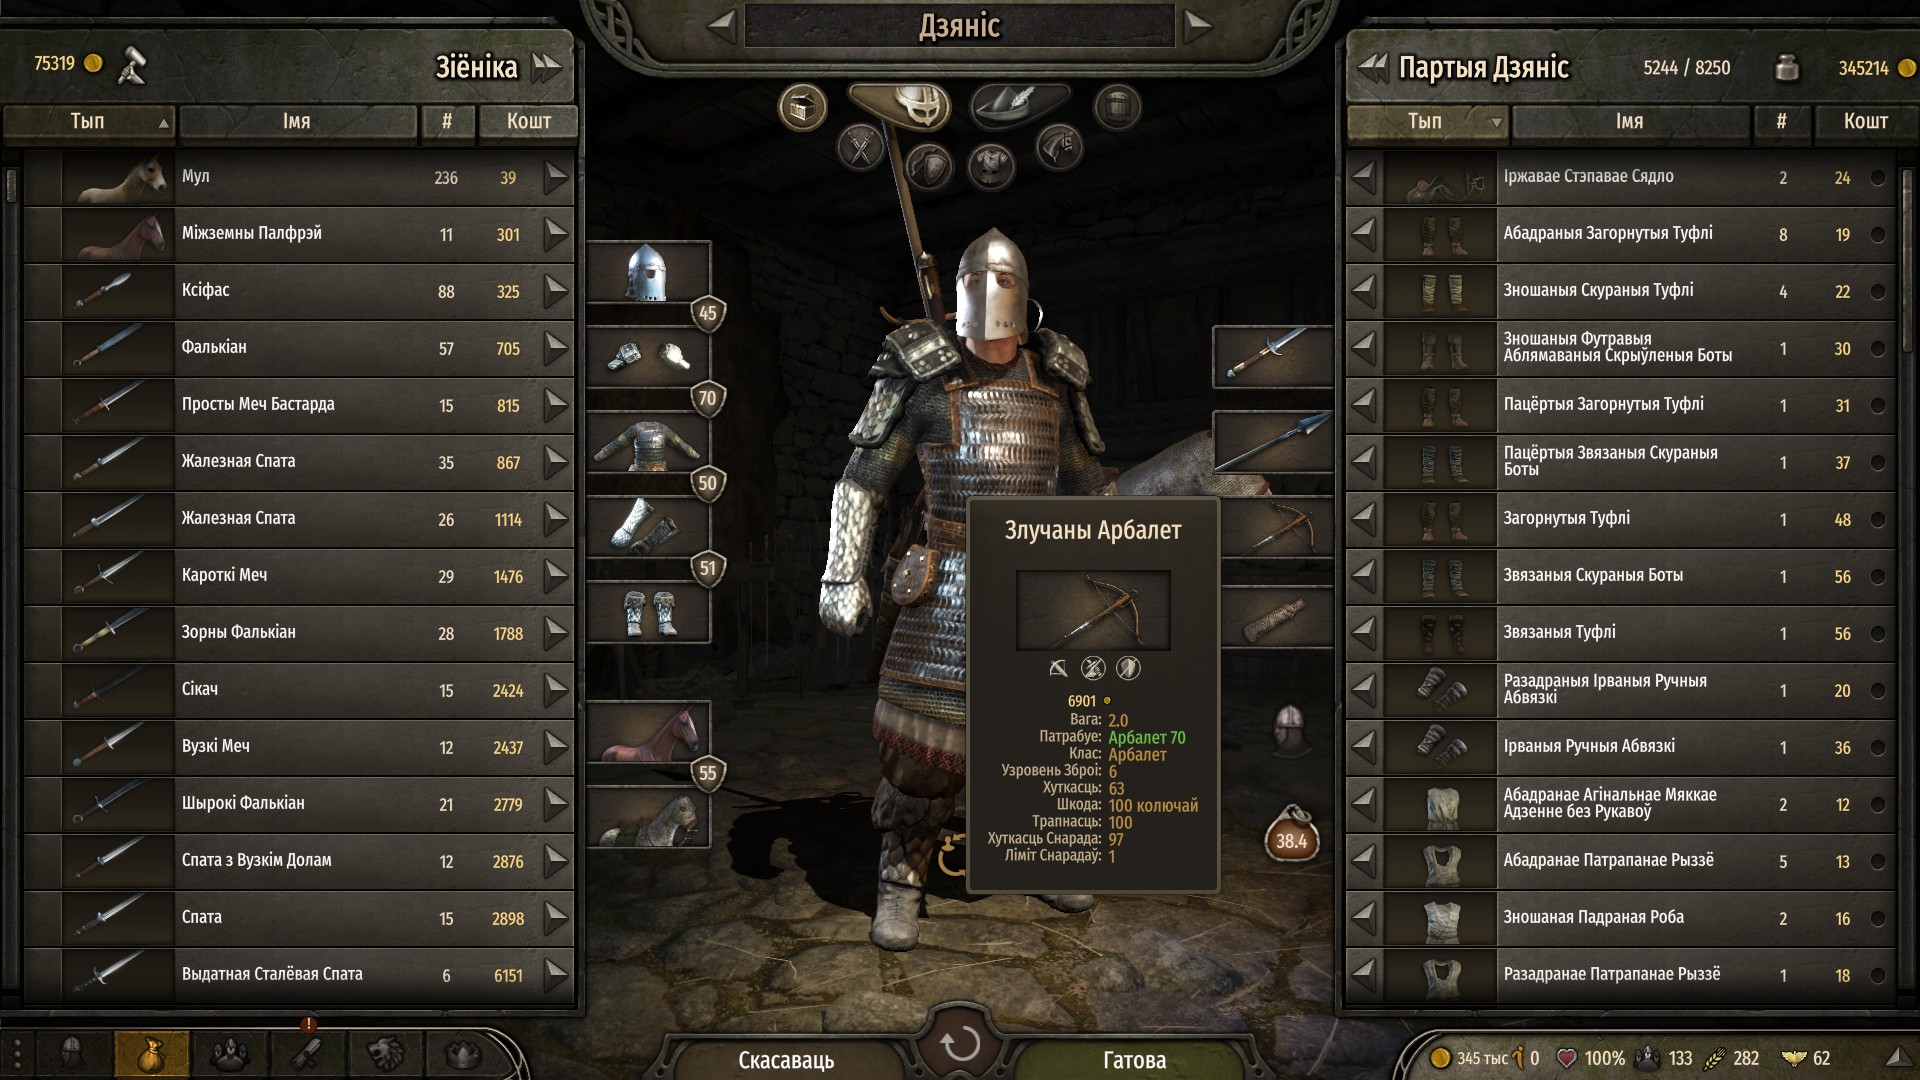 Дзяніс
75319
Зіёніка
Партыя Дзяніс
5244 / 8250
345214
Тып
Імя
#
Кошт
Тып
Імя
#
Кошт
Мул 236 39
Міжземны Палфрэй 11 301
Ксіфас 88 325
Фалькіан 57 705
Просты Меч Бастарда 15 815
Жалезная Спата 35 867
Жалезная Спата 26 1114
Кароткі Меч 29 1476
Зорны Фалькіан 28 1788
Сікач 15 2424
Вузкі Меч 12 2437
Шырокі Фалькіан 21 2779
Спата з Вузкім Долам 12 2876
Спата 15 2898
Выдатная Сталёвая Спата 6 6151
45
70
50
51
55
Злучаны Арбалет
6901
Вага: 2.0
Патрабуе: Арбалет 70
Клас: Арбалет
Узровень Зброі: 6
Хуткасць: 63
Шкода: 100 колючай
Трапнасць: 100
Хуткасць Снарада: 97
Ліміт Снарадаў: 1
38.4
Іржавае Стэпавае Сядло 2 24
Абадраныя Загорнутыя Туфлі 8 19
Зношаныя Скураныя Туфлі 4 22
Зношаныя Футравыя
Аблямаваныя Скрыўленыя Боты 1 30
Пацёртыя Загорнутыя Туфлі 1 31
Пацёртыя Звязаныя Скураныя
Боты 1 37
Загорнутыя Туфлі 1 48
Звязаныя Скураныя Боты 1 56
Звязаныя Туфлі 1 56
Разадраныя Ірваныя Ручныя
Абвязкі 1 20
Ірваныя Ручныя Абвязкі 1 36
Абадранае Агінальнае Мяккае
Адзенне без Рукавоў 2 12
Абадранае Патрапанае Рыззё 5 13
Зношаная Падраная Роба 2 16
Разадранае Патрапанае Рыззё 1 18
!
Скасаваць
Гатова
345 тыс 0 100% 133 282 62